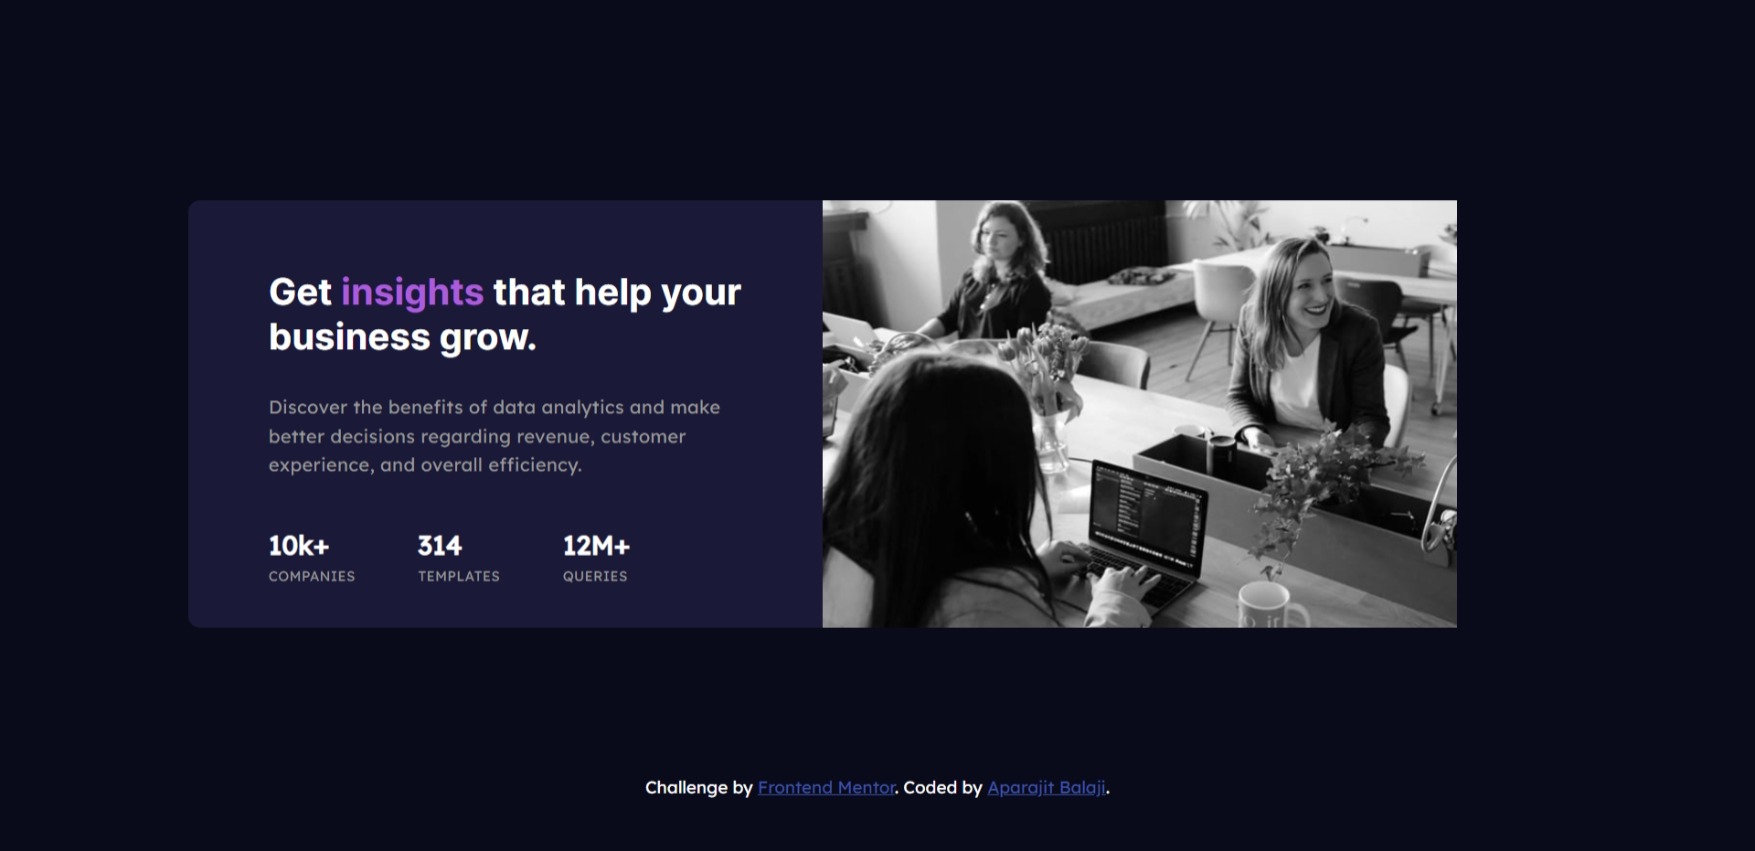 Get insights that help your
business grow.
Discover the benefits of data analytics and make
better decisions regarding revenue, customer
experience, and overall efficiency.
10k+ 314 12M+
COMPANIES TEMPLATES QUERIES
Challenge by Frontend Mentor. Coded by Aparajit Balaji.